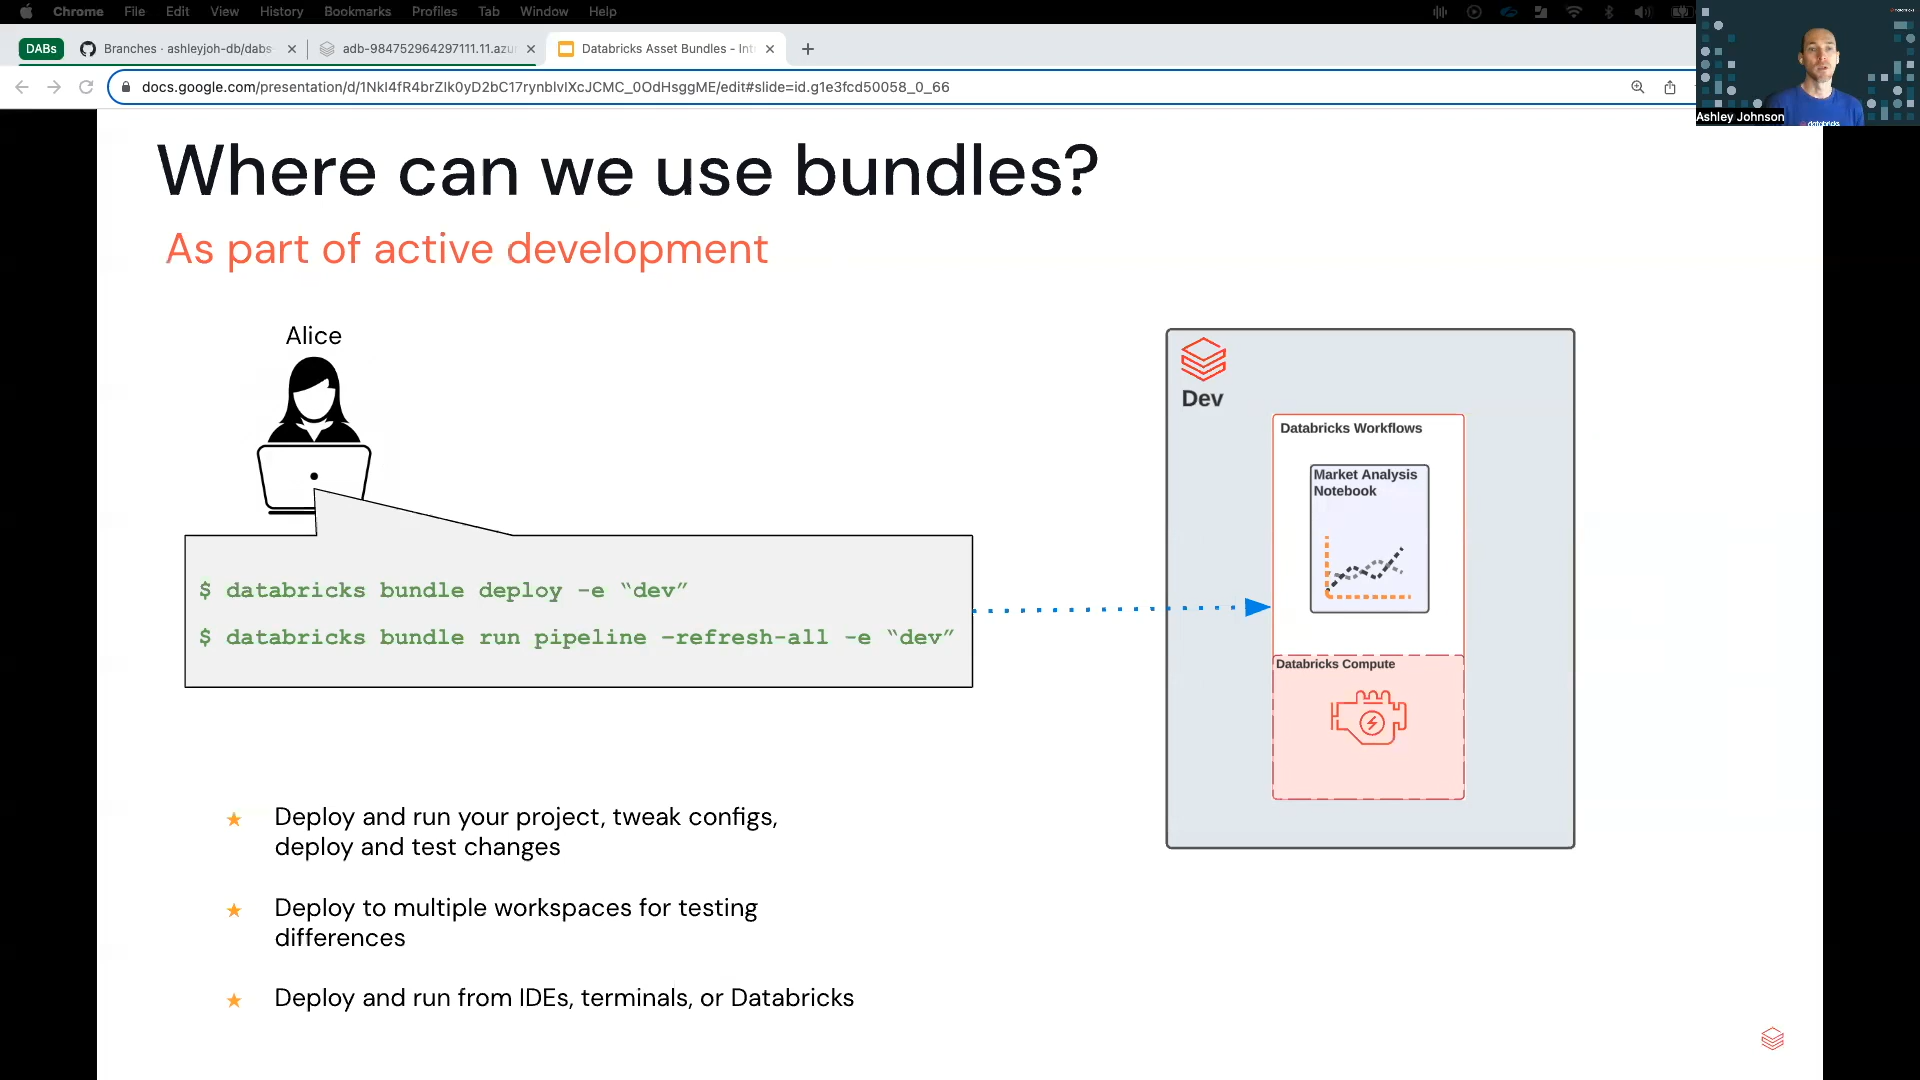 Chrome File Edit View History Bookmarks Profiles Tab Window Help
DABs Branches · ashleyjoh-db/dabs adb-984752964297111.11.azu Databricks Asset Bundles - Int
docs.google.com/presentation/d/1NkI4fR4brZlk0yD2bC17rynblvIXcJCMC_0OdHsggME/edit#slide=id.g1e3fcd50058_0_66
Ashley Johnson
databricks
Where can we use bundles?
As part of active development
Alice
$ databricks bundle deploy -e “dev”
$ databricks bundle run pipeline –refresh-all -e “dev”
Dev
Databricks Workflows
Market Analysis
Notebook
Databricks Compute
Deploy and run your project, tweak configs,
deploy and test changes
Deploy to multiple workspaces for testing
differences
Deploy and run from IDEs, terminals, or Databricks